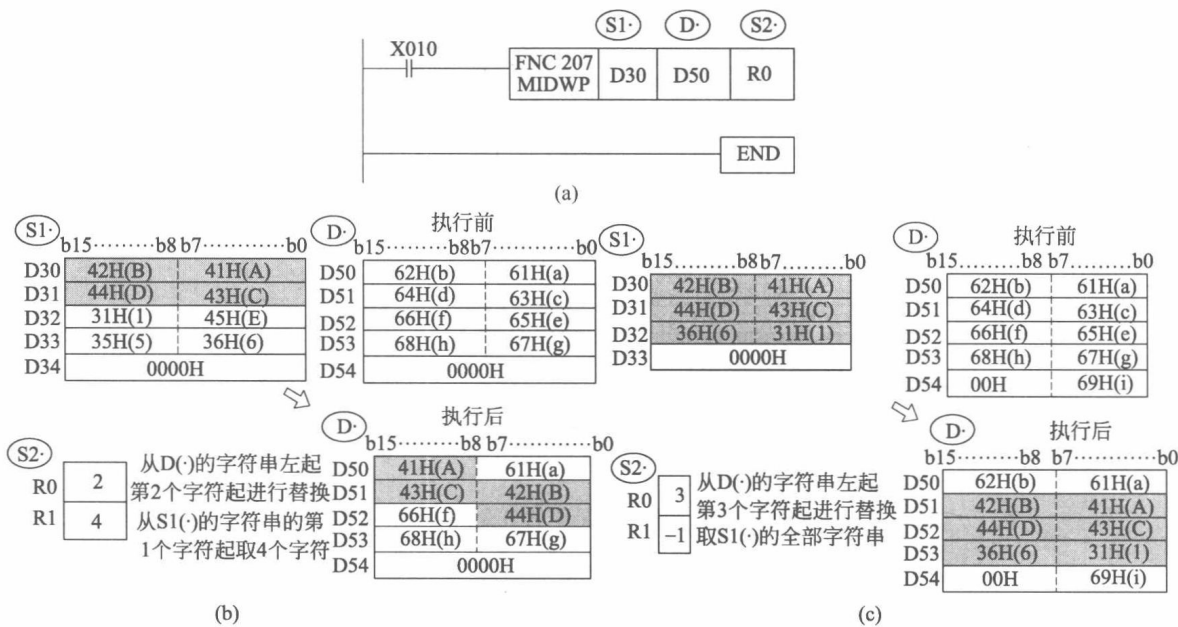 S1· D· S2·
X010
FNC 207 MIDWP D30 D50 R0
END
(a)
S1·
b15········b8 b7··········b0
D30 42H(B) 41H(A)
D31 44H(D) 43H(C)
D32 31H(1) 45H(E)
D33 35H(5) 36H(6)
D34 0000H
D· 执行前
b15········b8b7··········b0
D50 62H(b) 61H(a)
D51 64H(d) 63H(c)
D52 66H(f) 65H(e)
D53 68H(h) 67H(g)
D54 0000H
S2·
R0 2
R1 4
从D(·)的字符串左起
第2个字符起进行替换
从S1(·)的字符串的第
1个字符起取4个字符
D· 执行后
b15········b8 b7··········b0
D50 41H(A) 61H(a)
D51 43H(C) 42H(B)
D52 66H(f) 44H(D)
D53 68H(h) 67H(g)
D54 0000H
(b)
S1·
b15········b8 b7········b0
D30 42H(B) 41H(A)
D31 44H(D) 43H(C)
D32 36H(6) 31H(1)
D33 0000H
D· 执行前
b15········b8 b7········b0
D50 62H(b) 61H(a)
D51 64H(d) 63H(c)
D52 66H(f) 65H(e)
D53 68H(h) 67H(g)
D54 00H 69H(i)
S2·
R0 3
R1 -1
从D(·)的字符串左起
第3个字符起进行替换
取S1(·)的全部字符串
D· 执行后
b15········b8 b7········b0
D50 62H(b) 61H(a)
D51 42H(B) 41H(A)
D52 44H(D) 43H(C)
D53 36H(6) 31H(1)
D54 00H 69H(i)
(c)